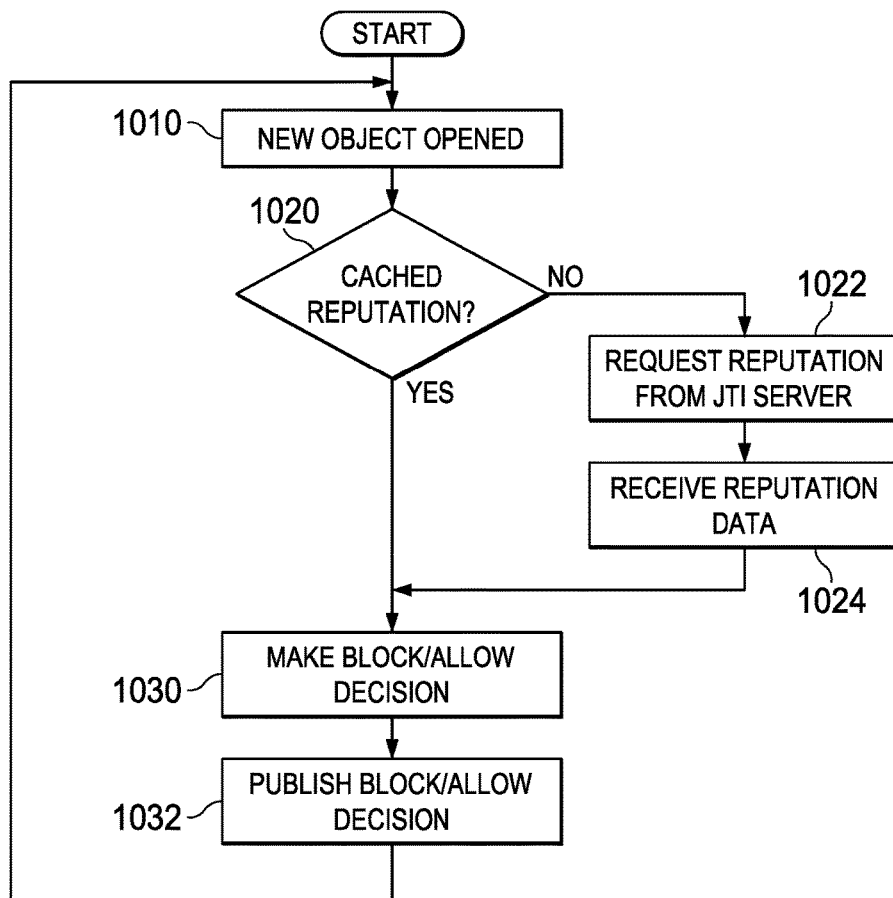 START
1010
NEW OBJECT OPENED
1020
CACHED
REPUTATION?
NO
YES
1022
REQUEST REPUTATION
FROM JTI SERVER
RECEIVE REPUTATION
DATA
1024
1030
MAKE BLOCK/ALLOW
DECISION
1032
PUBLISH BLOCK/ALLOW
DECISION